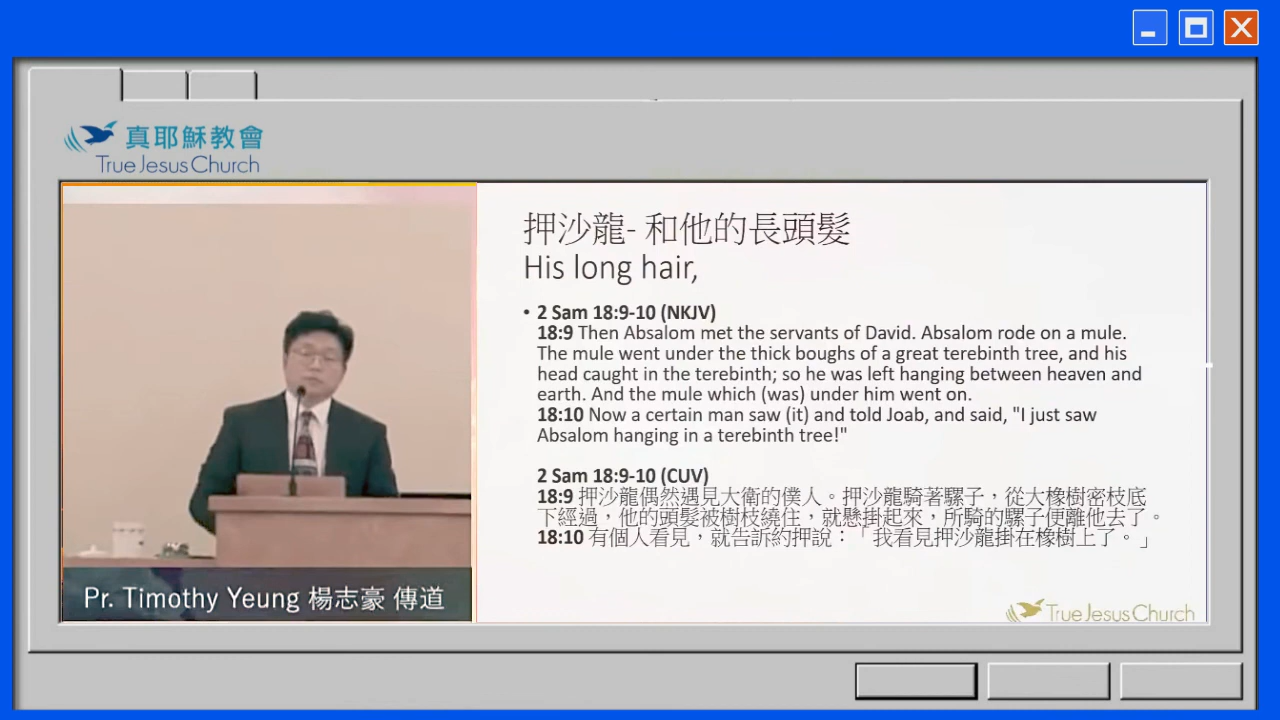 真耶穌教會
True Jesus Church
押沙龍- 和他的長頭髮
His long hair,
• 2 Sam 18:9-10 (NKJV)
18:9 Then Absalom met the servants of David. Absalom rode on a mule.
The mule went under the thick boughs of a great terebinth tree, and his
head caught in the terebinth; so he was left hanging between heaven and
earth. And the mule which (was) under him went on.
18:10 Now a certain man saw (it) and told Joab, and said, "I just saw
Absalom hanging in a terebinth tree!"
2 Sam 18:9-10 (CUV)
18:9 押沙龍偶然遇見大衛的僕人。押沙龍騎著騾子，從大橡樹密枝底
下經過，他的頭髮被樹枝繞住，就懸掛起來，所騎的騾子便離他去了。
18:10 有個人看見，就告訴約押說：「我看見押沙龍掛在橡樹上了。」
Pr. Timothy Yeung 楊志豪 傳道
True Jesus Church